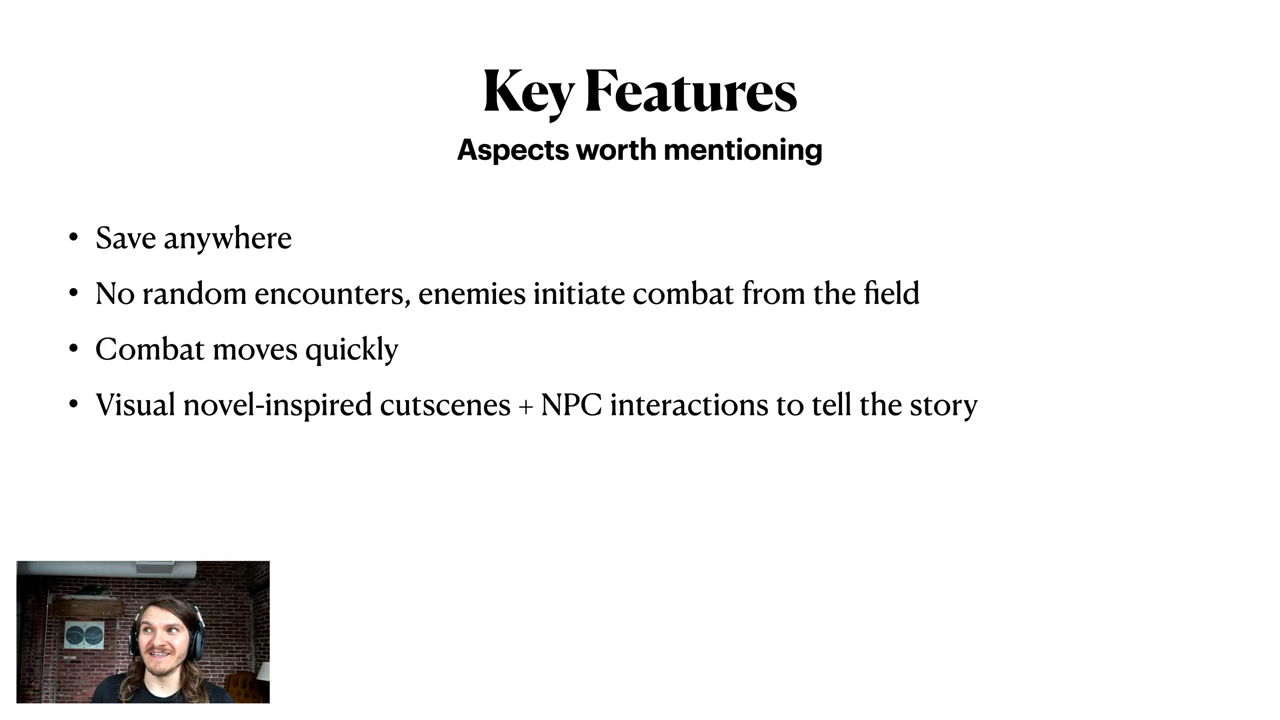 Key Features
Aspects worth mentioning
• Save anywhere
• No random encounters, enemies initiate combat from the field
• Combat moves quickly
• Visual novel-inspired cutscenes + NPC interactions to tell the story